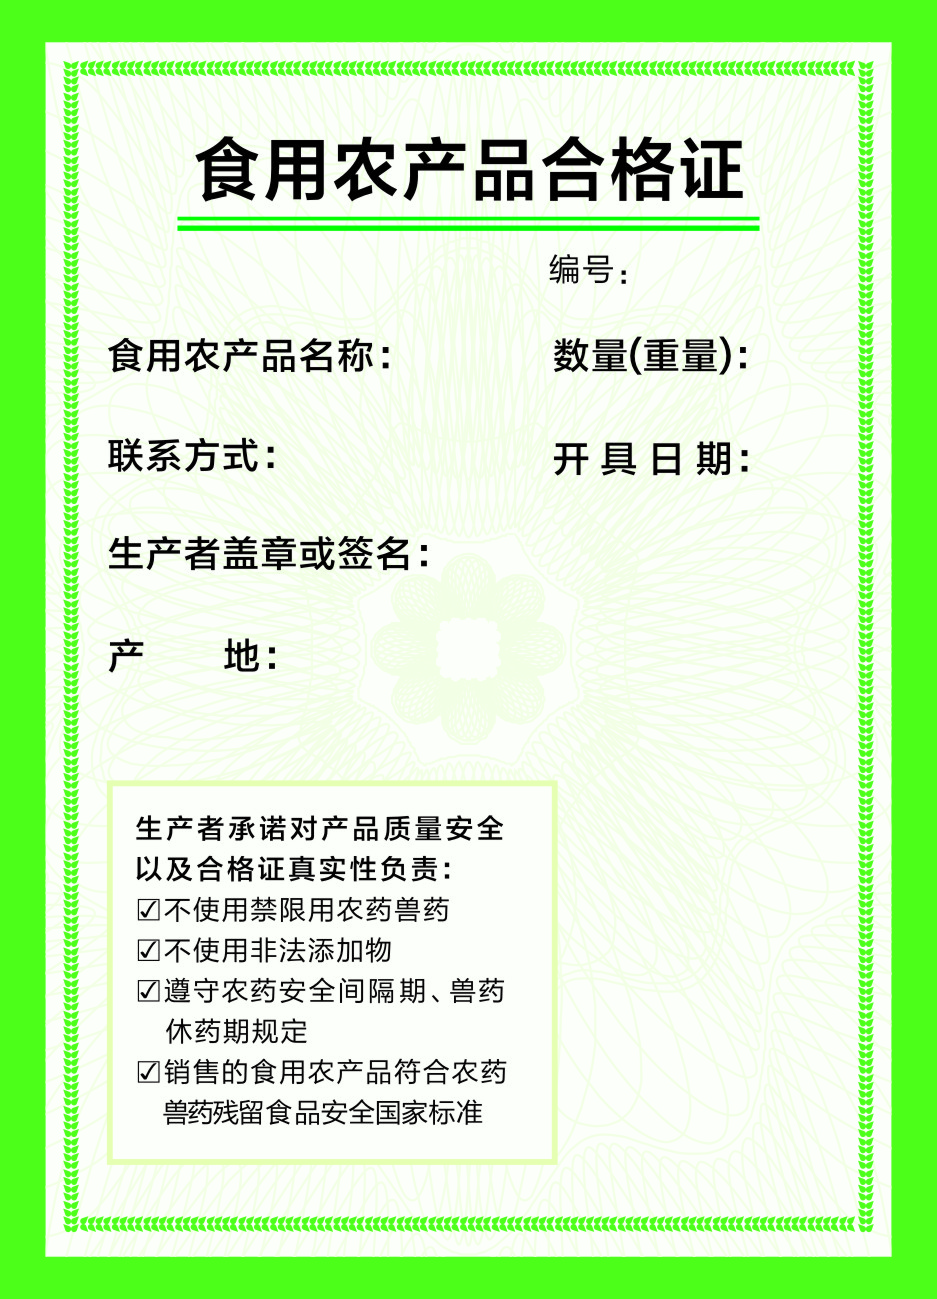 食用农产品合格证
编号：
食用农产品名称： 数量(重量)：
联系方式： 开具日期：
生产者盖章或签名：
产 地：
生产者承诺对产品质量安全
以及合格证真实性负责：
☑不使用禁限用农药兽药
☑不使用非法添加物
☑遵守农药安全间隔期、兽药
休药期规定
☑销售的食用农产品符合农药
兽药残留食品安全国家标准